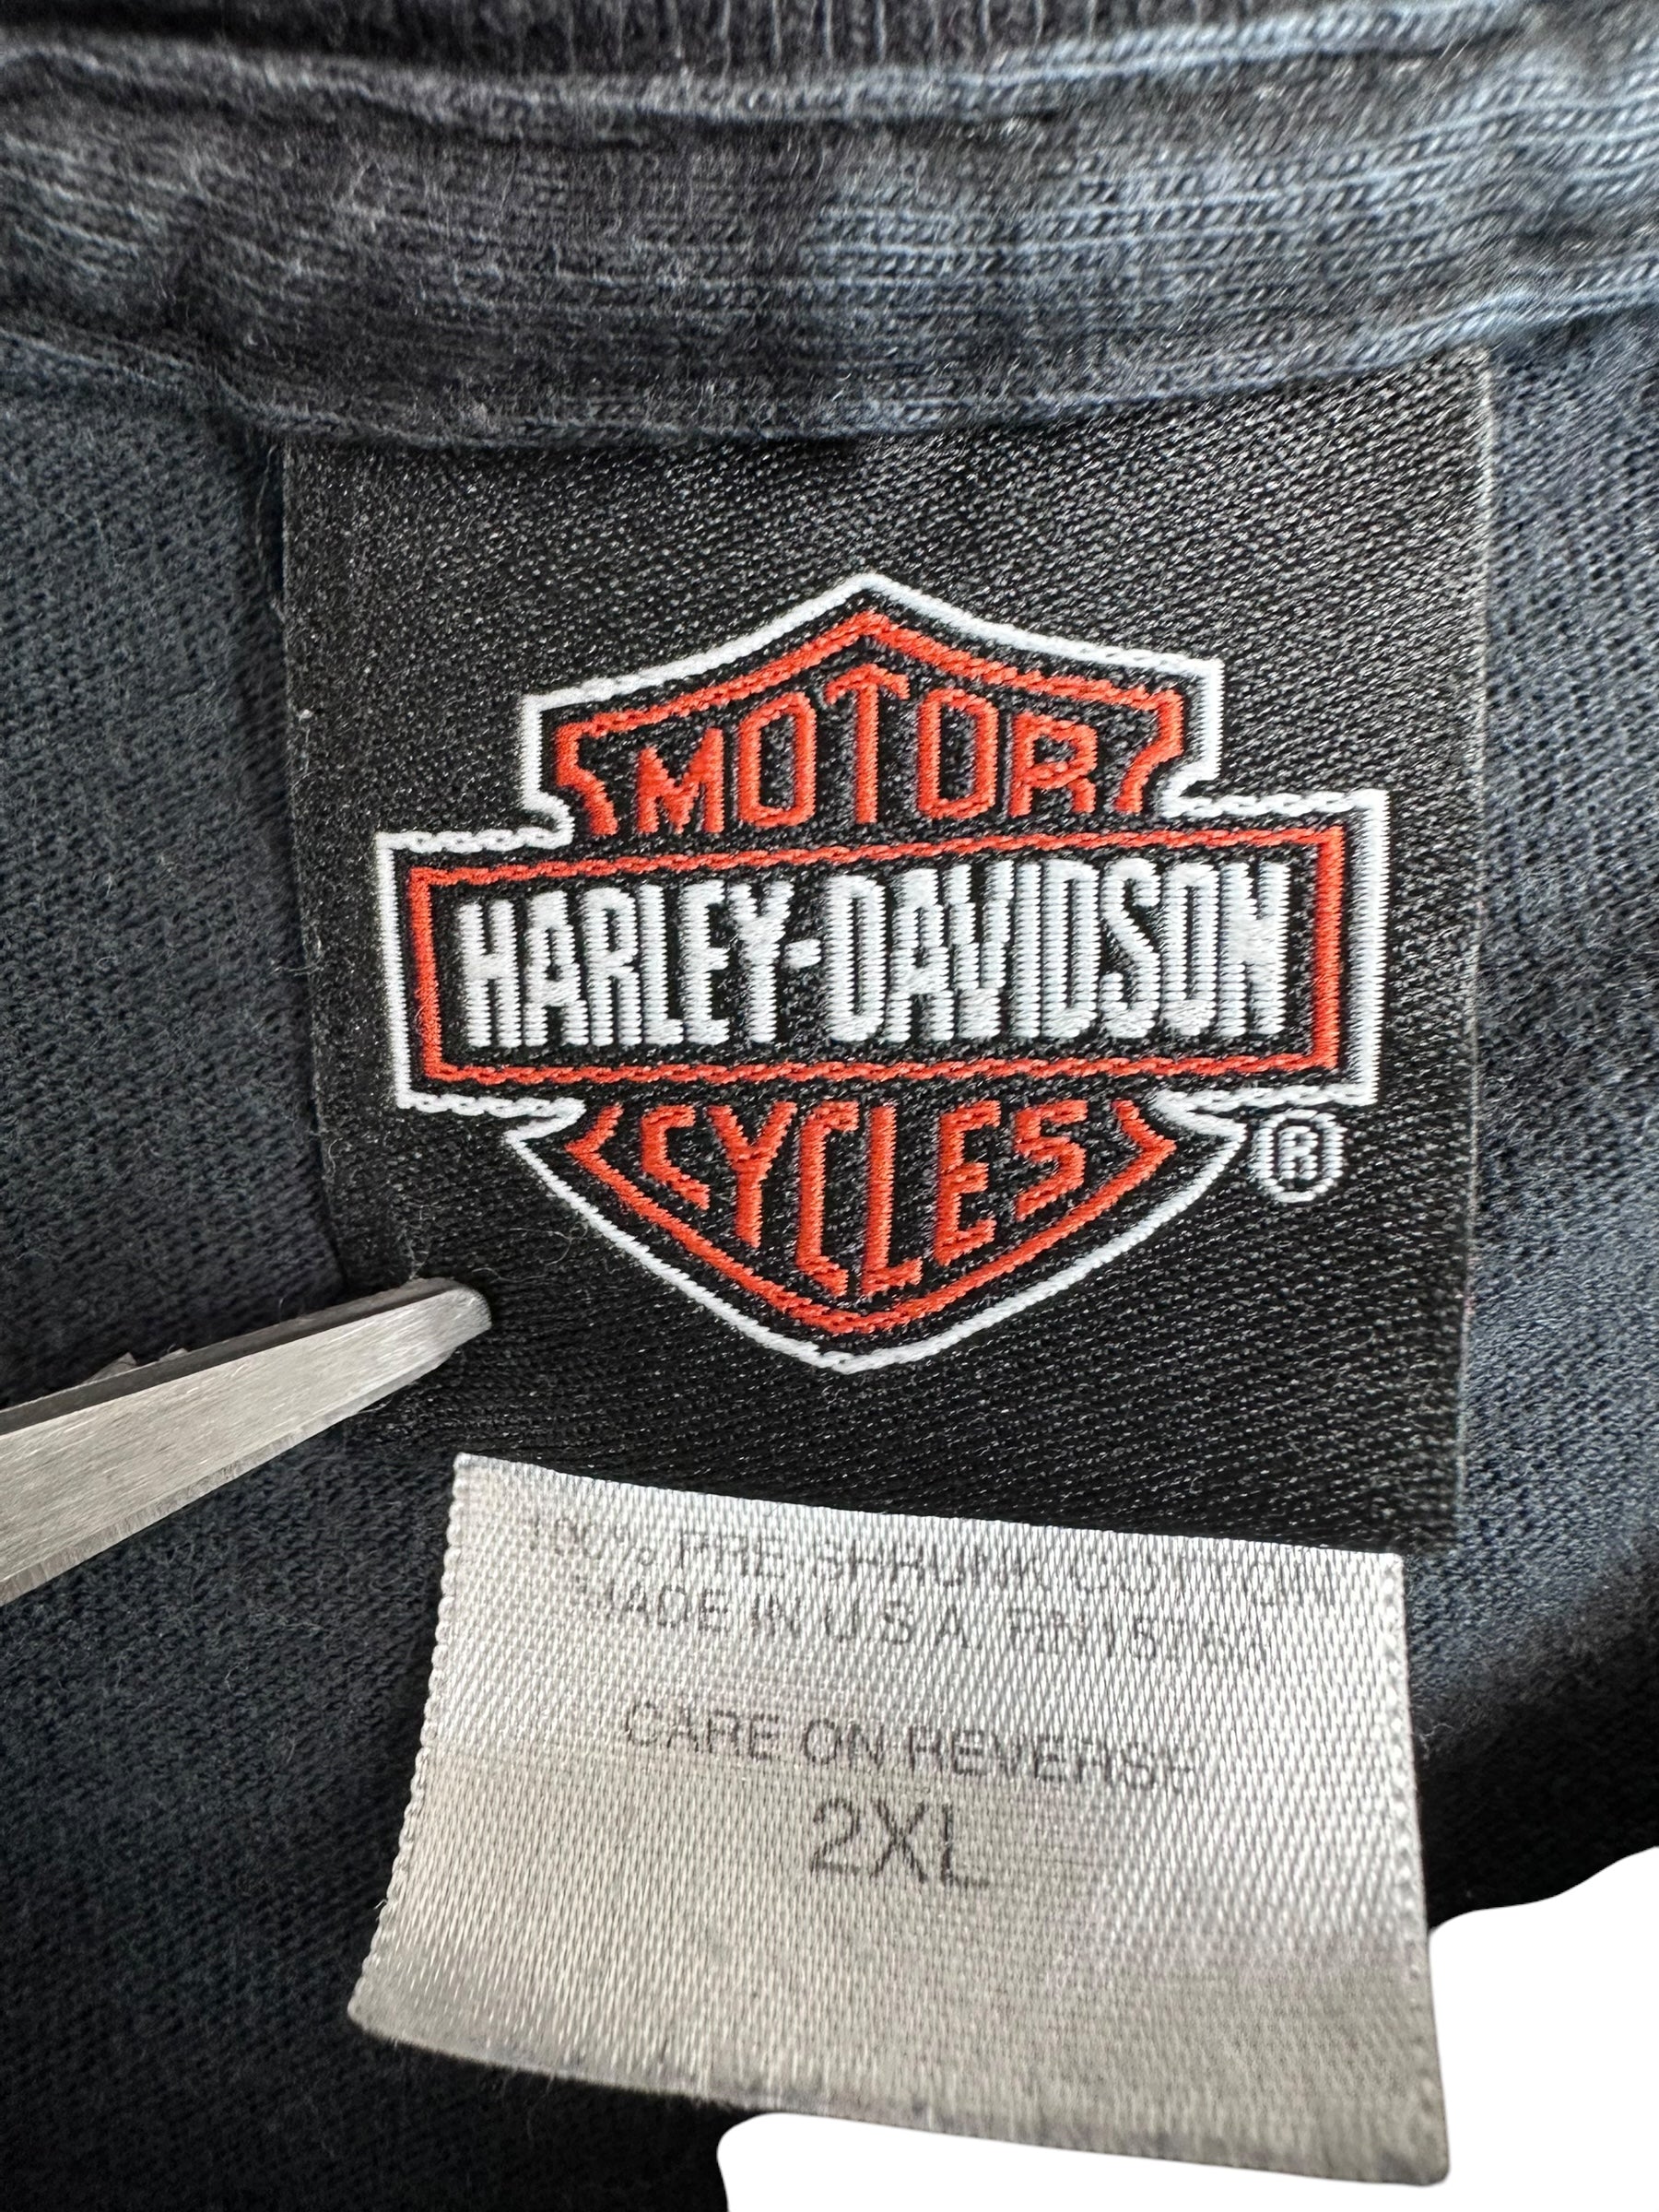 MOTOR
HARLEY-DAVIDSON
CYCLES ®
100% PRE SHRUNK COTTON
MADE IN U.S.A.
CARE ON REVERSE
2XL